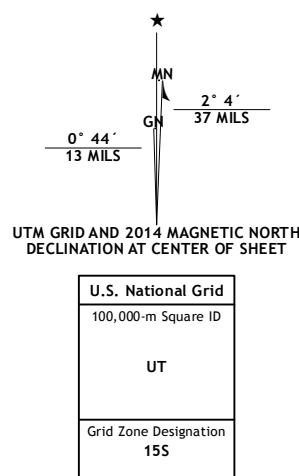 ★
MN
2° 4´
37 MILS
GN
0° 44´
13 MILS
UTM GRID AND 2014 MAGNETIC NORTH
DECLINATION AT CENTER OF SHEET
U.S. National Grid
100,000-m Square ID
UT
Grid Zone Designation
15S